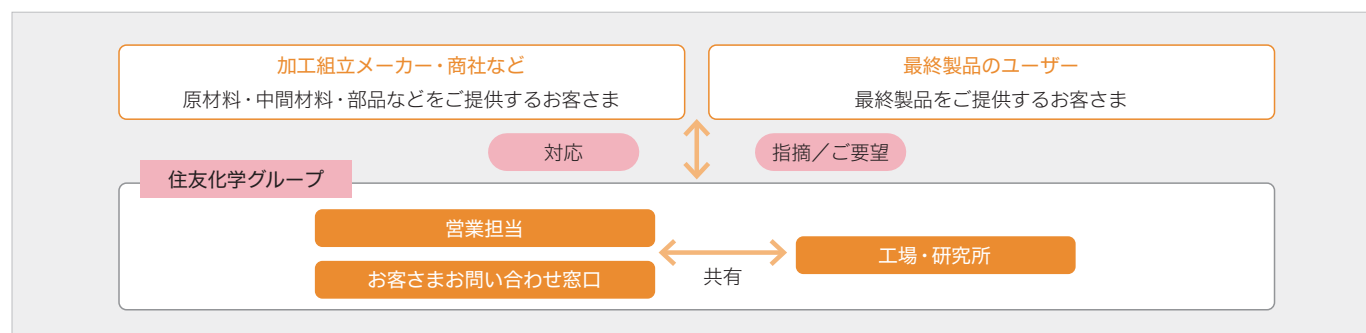 加工組立メーカー・商社など
原材料・中間材料・部品などをご提供するお客さま
最終製品のユーザー
最終製品をご提供するお客さま
対応
指摘／ご要望
住友化学グループ
営業担当
お客さまお問い合わせ窓口
共有
工場・研究所